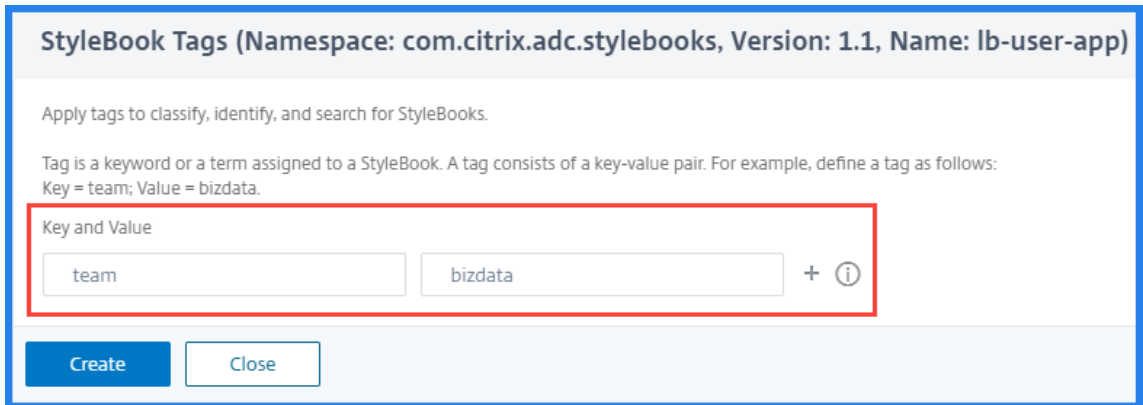 StyleBook Tags (Namespace: com.citrix.adc.stylebooks, Version: 1.1, Name: lb-user-app)
Apply tags to classify, identify, and search for StyleBooks.
Tag is a keyword or a term assigned to a StyleBook. A tag consists of a key-value pair. For example, define a tag as follows:
Key = team; Value = bizdata.
Key and Value
team bizdata + i
Create Close